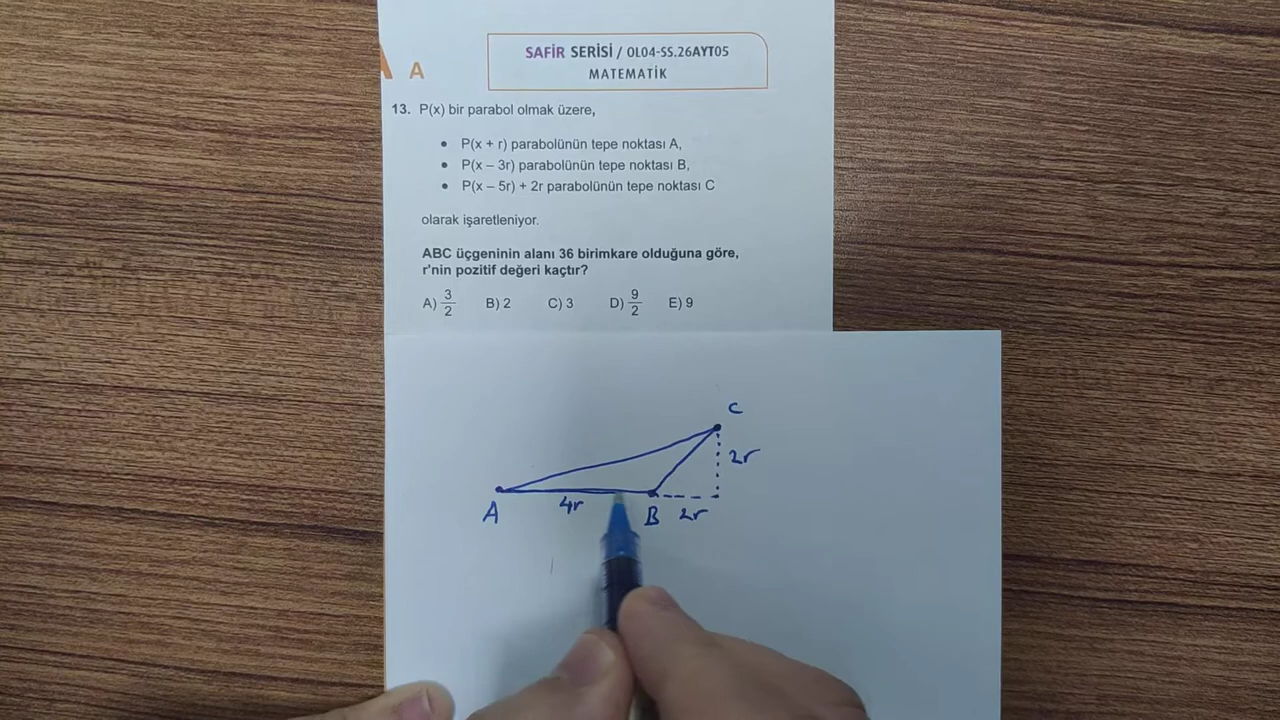 A
SAFİR SERİSİ / OL04-SS.26AYT05
MATEMATİK
13. P(x) bir parabol olmak üzere,
• P(x + r) parabolünün tepe noktası A,
• P(x – 3r) parabolünün tepe noktası B,
• P(x – 5r) + 2r parabolünün tepe noktası C
olarak işaretleniyor.
ABC üçgeninin alanı 36 birimkare olduğuna göre,
r'nin pozitif değeri kaçtır?
A) 3/2 B) 2 C) 3 D) 9/2 E) 9
C
2r
A 4r B 2r